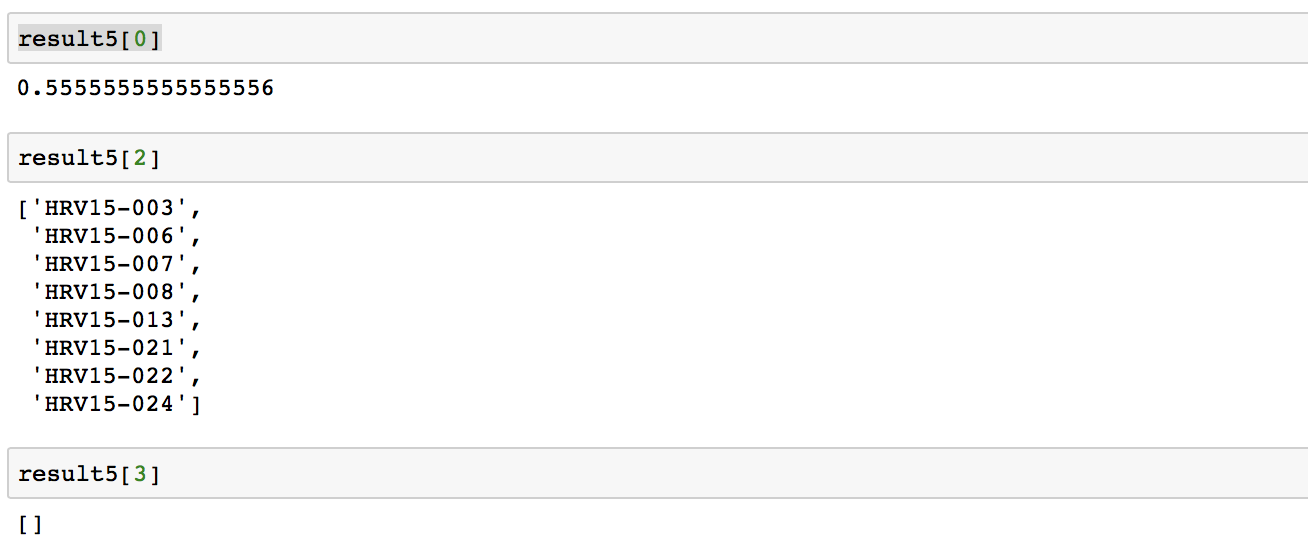 result5[0]
0.5555555555555556
result5[2]
['HRV15-003',
'HRV15-006',
'HRV15-007',
'HRV15-008',
'HRV15-013',
'HRV15-021',
'HRV15-022',
'HRV15-024']
result5[3]
[]